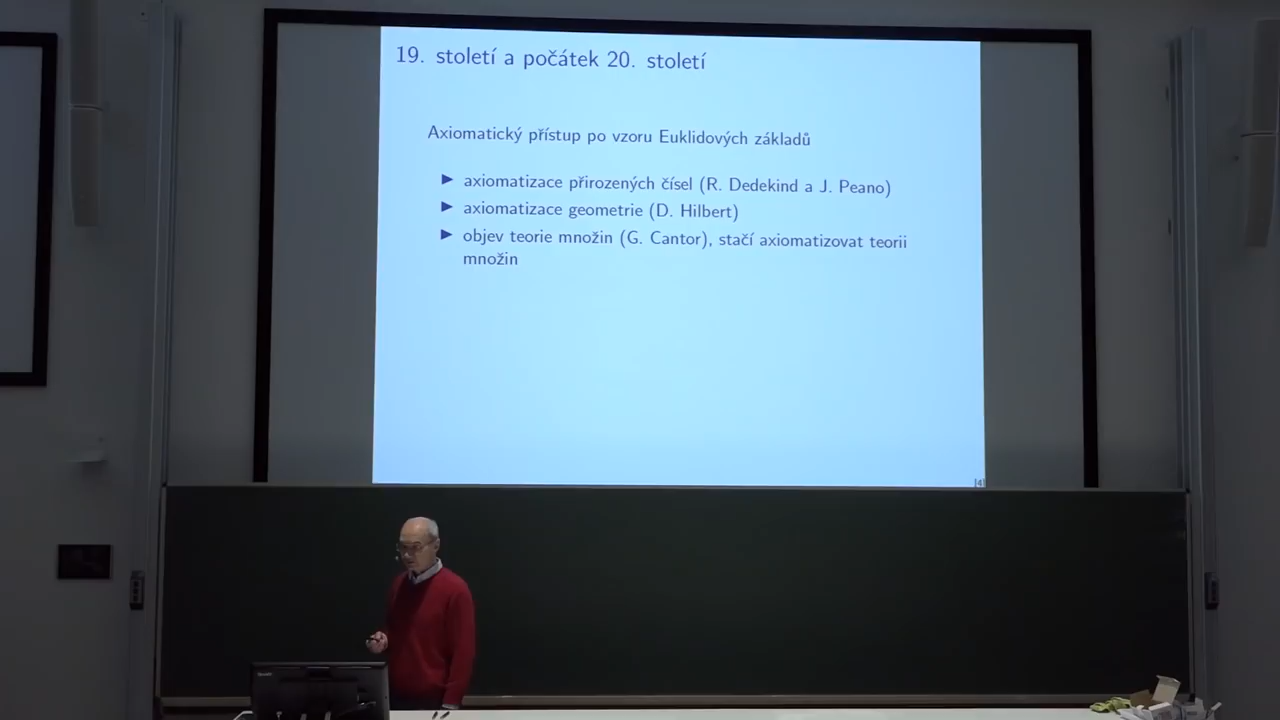 19. století a počátek 20. století
Axiomatický přístup po vzoru Euklidových základů
▶ axiomatizace přirozených čísel (R. Dedekind a J. Peano)
▶ axiomatizace geometrie (D. Hilbert)
▶ objev teorie množin (G. Cantor), stačí axiomatizovat teorii
množin
[4]